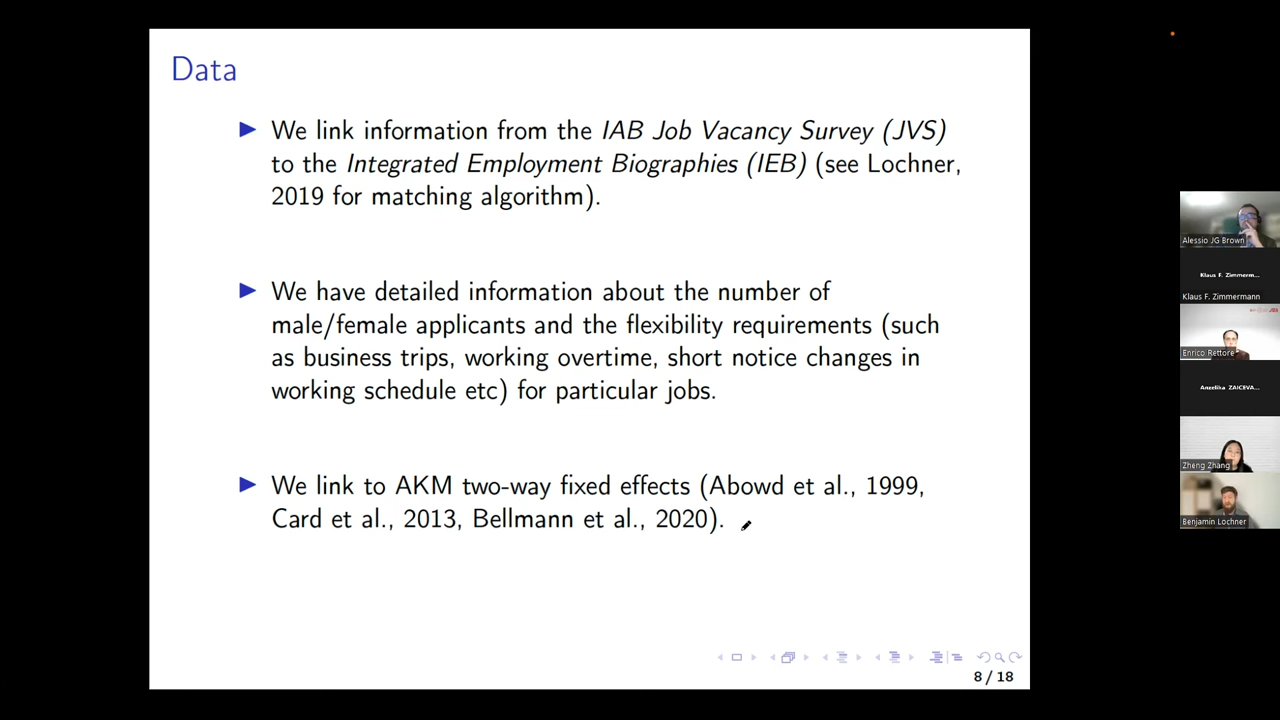 Data
We link information from the IAB Job Vacancy Survey (JVS)
to the Integrated Employment Biographies (IEB) (see Lochner,
2019 for matching algorithm).
We have detailed information about the number of
male/female applicants and the flexibility requirements (such
as business trips, working overtime, short notice changes in
working schedule etc) for particular jobs.
We link to AKM two-way fixed effects (Abowd et al., 1999,
Card et al., 2013, Bellmann et al., 2020).
8 / 18
Alessio JG Brown
Klaus F. Zimmerm...
Klaus F. Zimmermann
Enrico Rettore
Anzelika ZAICEVA...
Zheng Zhang
Benjamin Lochner